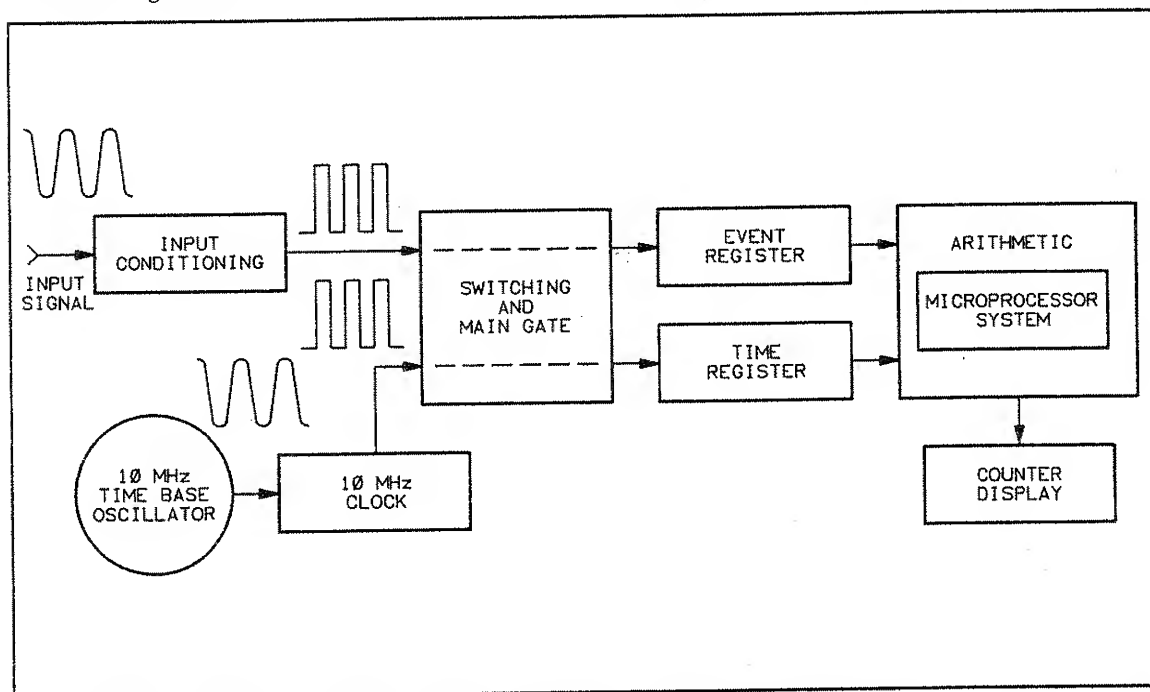 INPUT
CONDITIONING
INPUT
SIGNAL
SWITCHING
AND
MAIN GATE
EVENT
REGISTER
TIME
REGISTER
ARITHMETIC
MICROPROCESSOR
SYSTEM
10 MHz
TIME BASE
OSCILLATOR
10 MHz
CLOCK
COUNTER
DISPLAY